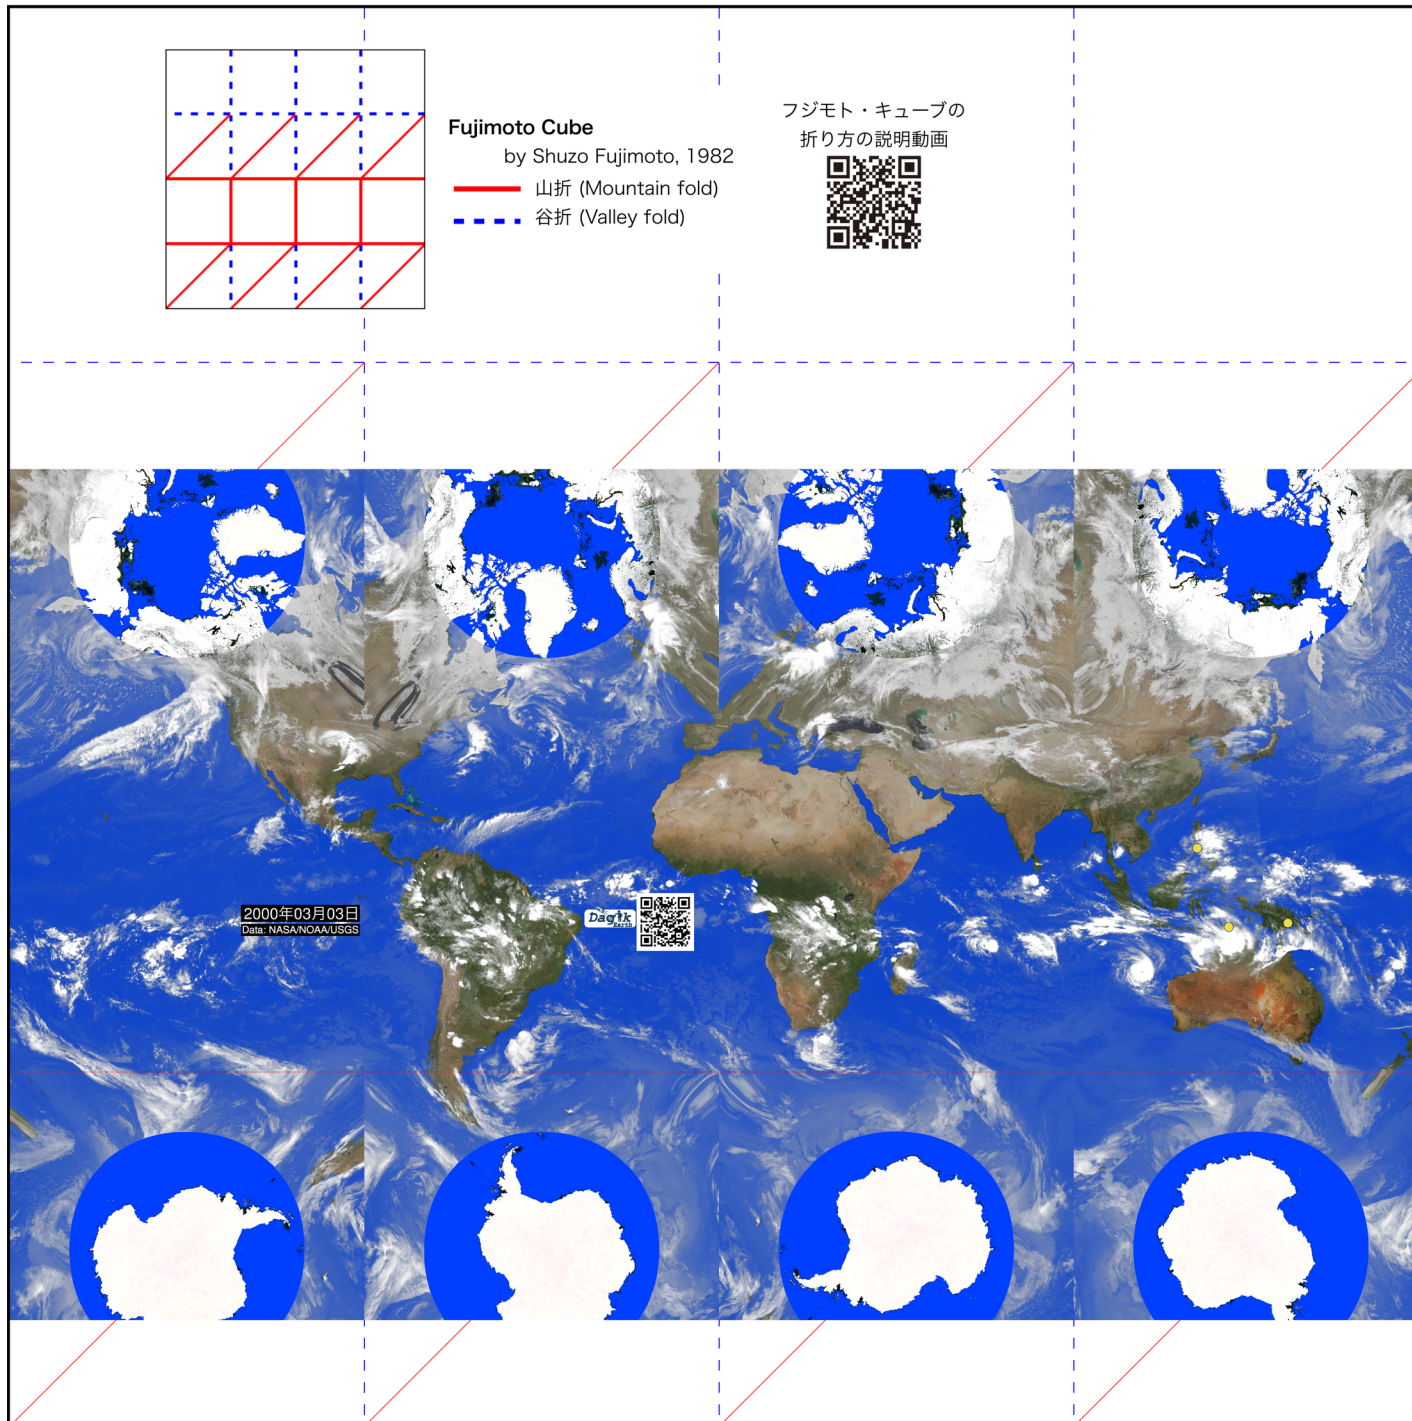 Fujimoto Cube
by Shuzo Fujimoto, 1982
山折 (Mountain fold)
谷折 (Valley fold)
フジモト・キューブの
折り方の説明動画
2000年03月03日
Data: NASA/NOAA/USGS
Dagik
Earth